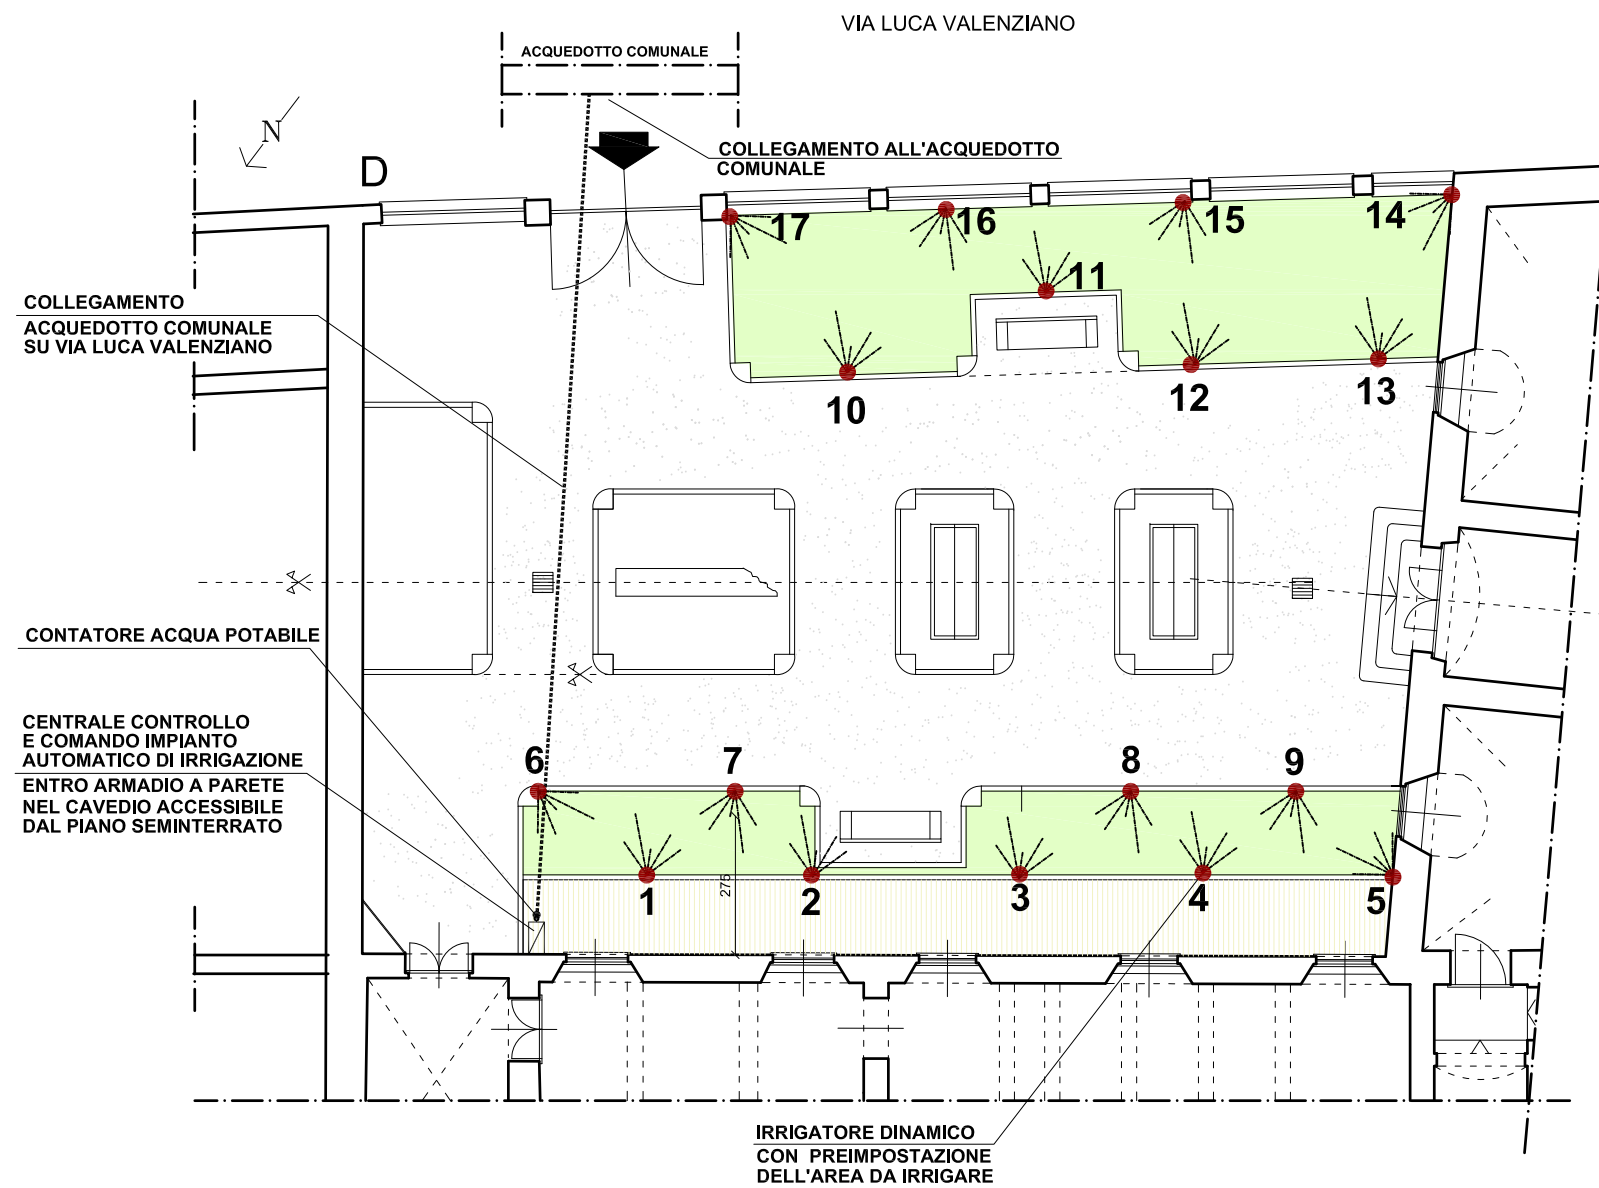 VIA LUCA VALENZIANO
ACQUEDOTTO COMUNALE
N
COLLEGAMENTO ALL'ACQUEDOTTO
COMUNALE
D
17
16
15
14
11
COLLEGAMENTO
ACQUEDOTTO COMUNALE
SU VIA LUCA VALENZIANO
10
12
13
CONTATORE ACQUA POTABILE
CENTRALE CONTROLLO
E COMANDO IMPIANTO
AUTOMATICO DI IRRIGAZIONE
ENTRO ARMADIO A PARETE
NEL CAVEDIO ACCESSIBILE
DAL PIANO SEMINTERRATO
6
7
8
9
275
1
2
3
4
5
IRRIGATORE DINAMICO
CON PREIMPOSTAZIONE
DELL'AREA DA IRRIGARE